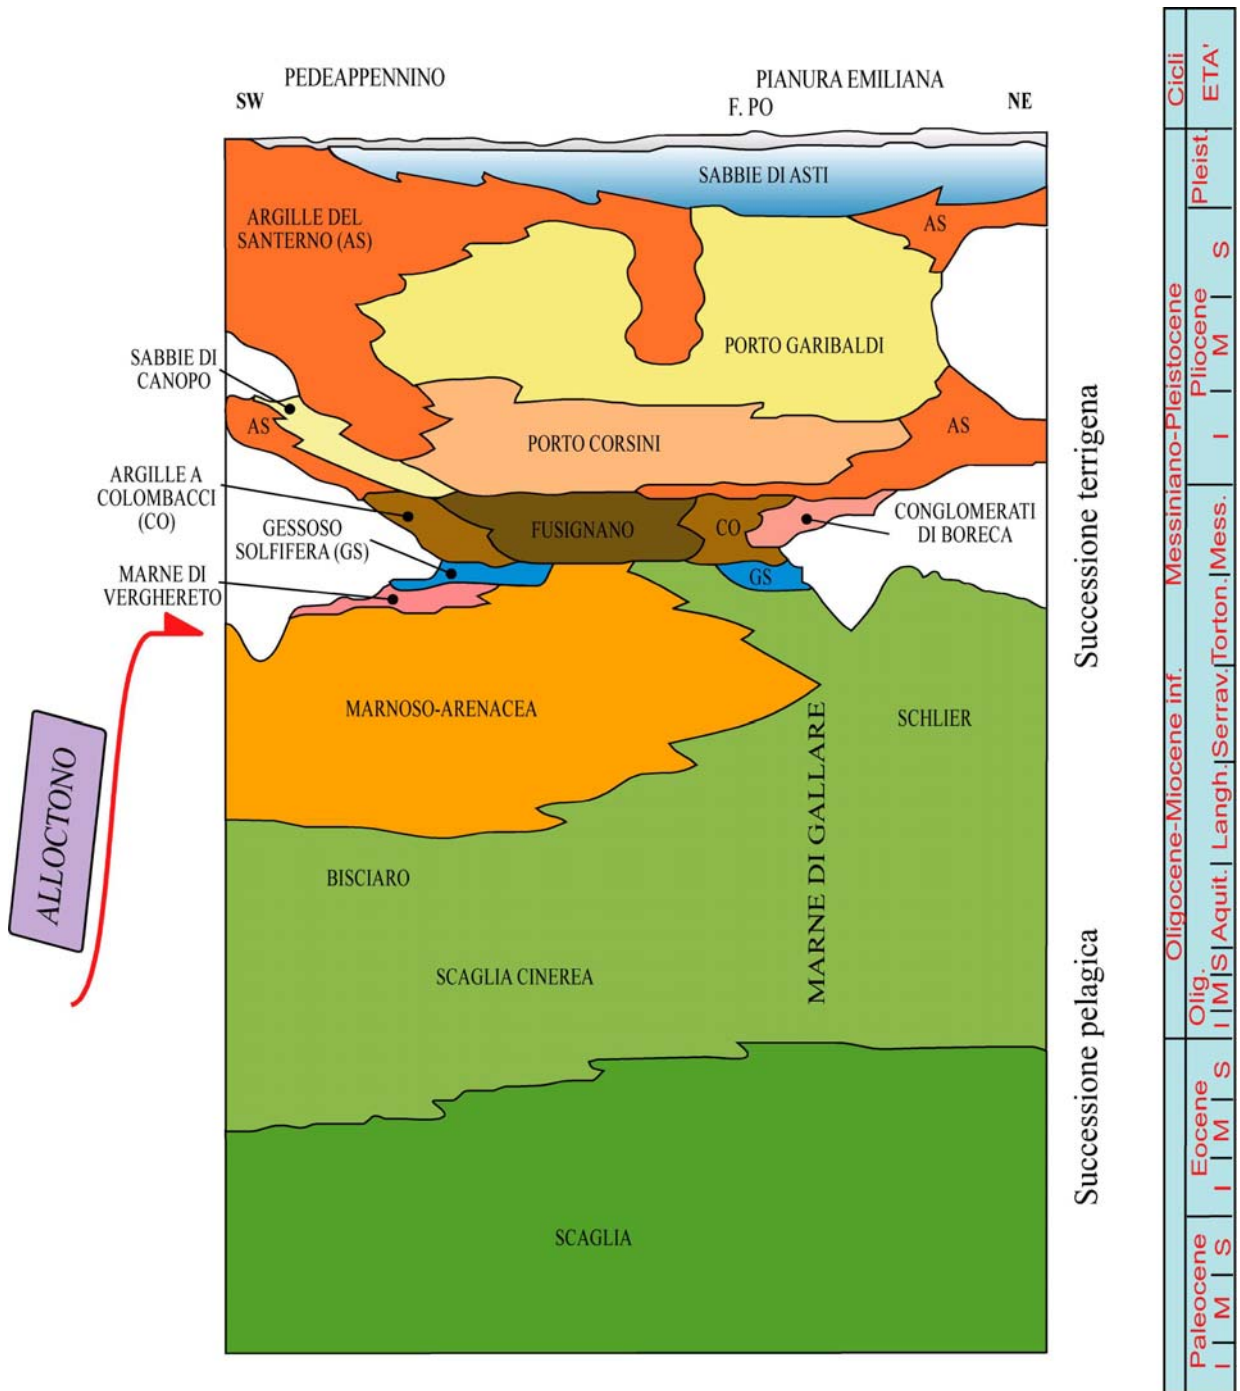 PEDEAPPENNINO
PIANURA EMILIANA
SW
F. PO
NE
SABBIE DI ASTI
ARGILLE DEL
SANTERNO (AS)
AS
PORTO GARIBALDI
SABBIE DI
CANOPO
AS
PORTO CORSINI
AS
ARGILLE A
COLOMBACCI
(CO)
FUSIGNANO
CO
CONGLOMERATI
DI BORECA
GESSOSO
SOLFIFERA (GS)
GS
MARNE DI
VERGHERETO
MARNOSO-ARENACEA
SCHLIER
MARNE DI GALLARE
BISCIARO
SCAGLIA CINEREA
SCAGLIA
ALLOCTONO
Successione terrigena
Successione pelagica
Cicli
Messiniano-Pleistocene
Oligocene-Miocene inf.
ETA'
Pleist.
Pliocene
S
M
I
Mess.
Torton.
Serrav.
Langh.
Aquit.
Olig.
S
M
I
Eocene
S
M
I
Paleocene
S
M
I